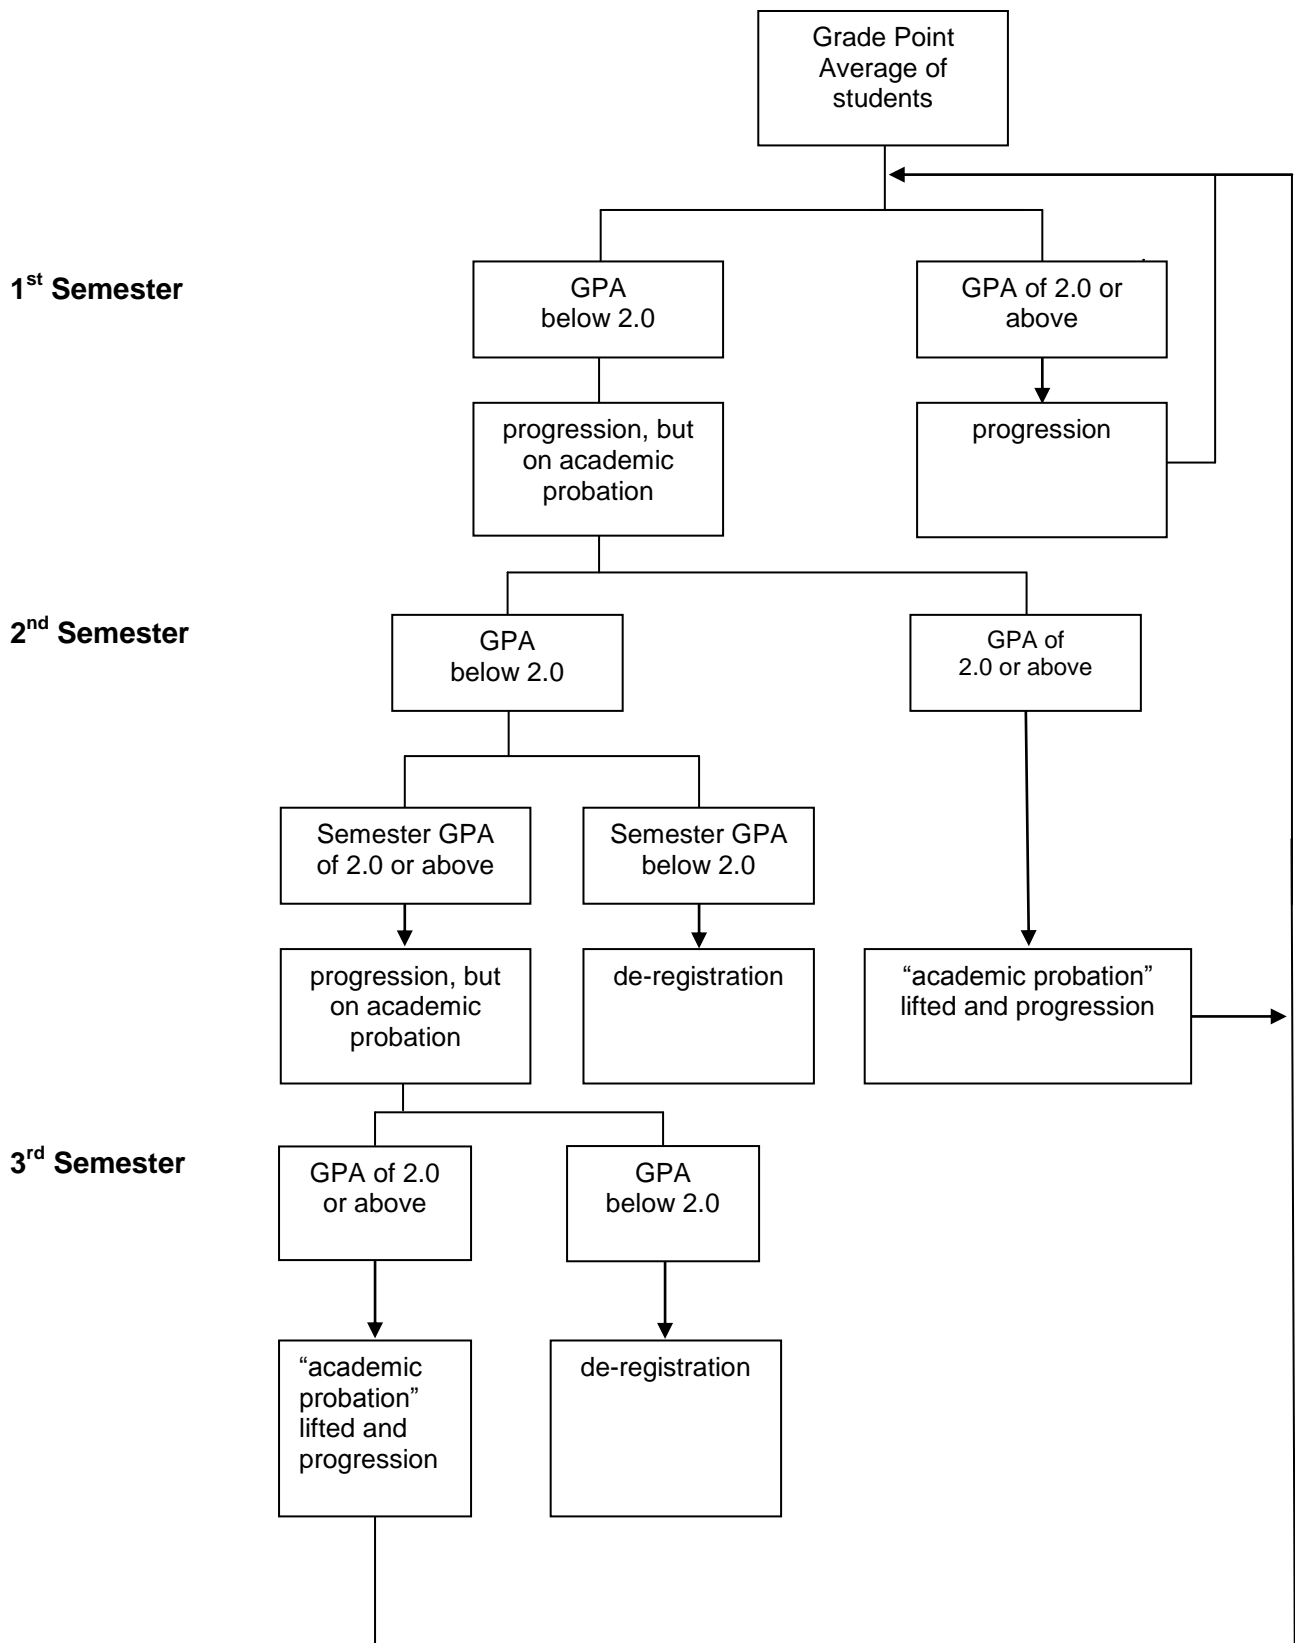 Grade Point
Average of
students
1st Semester
GPA
below 2.0
GPA of 2.0 or
above
progression, but
on academic
probation
progression
2nd Semester
GPA
below 2.0
GPA of
2.0 or above
Semester GPA
of 2.0 or above
Semester GPA
below 2.0
progression, but
on academic
probation
de-registration
“academic probation”
lifted and progression
3rd Semester
GPA of 2.0
or above
GPA
below 2.0
“academic
probation”
lifted and
progression
de-registration